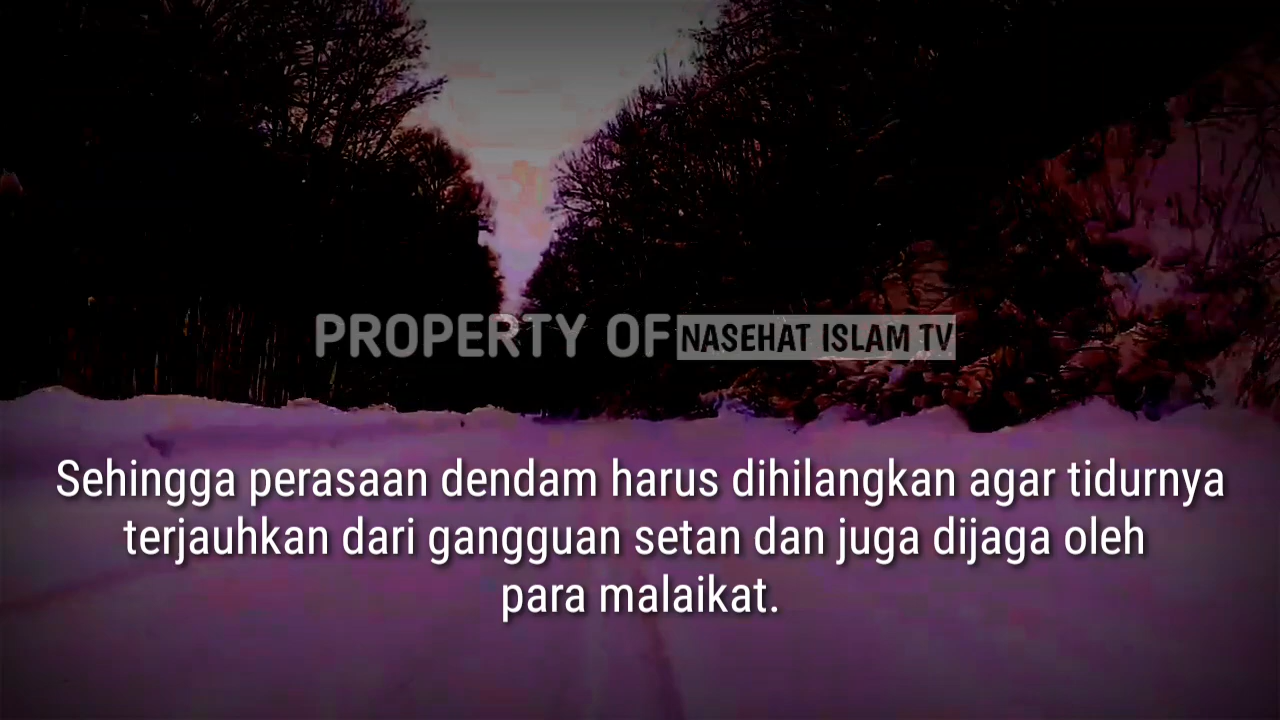 PROPERTY OF NASEHAT ISLAM TV
Sehingga perasaan dendam harus dihilangkan agar tidurnya
terjauhkan dari gangguan setan dan juga dijaga oleh
para malaikat.